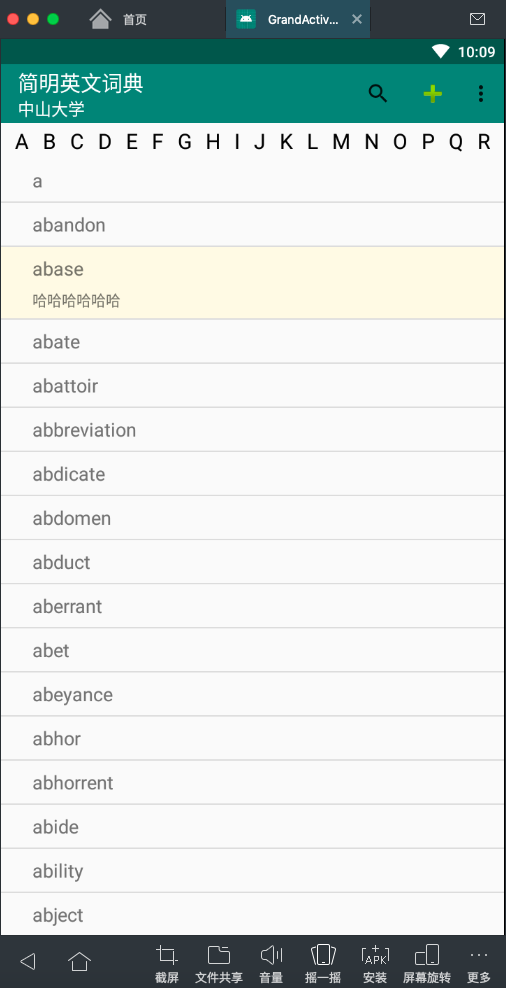 首页
GrandActiv...
10:09
简明英文词典
中山大学
A B C D E F G H I J K L M N O P Q R
a
abandon
abase
哈哈哈哈哈哈
abate
abattoir
abbreviation
abdicate
abdomen
abduct
aberrant
abet
abeyance
abhor
abhorrent
abide
ability
abject
APK
截屏 文件共享 音量 摇一摇 安装 屏幕旋转 更多